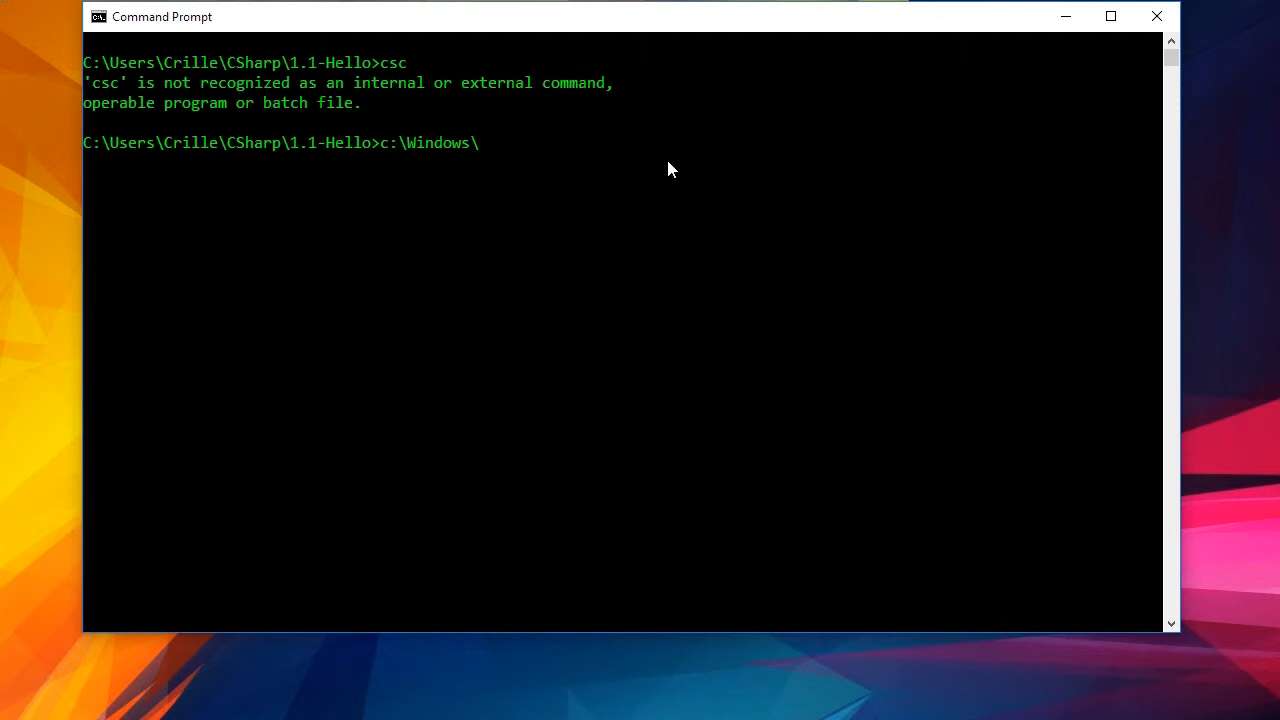 Command Prompt
C:\Users\Crille\CSharp\1.1-Hello>csc
'csc' is not recognized as an internal or external command,
operable program or batch file.
C:\Users\Crille\CSharp\1.1-Hello>c:\Windows\